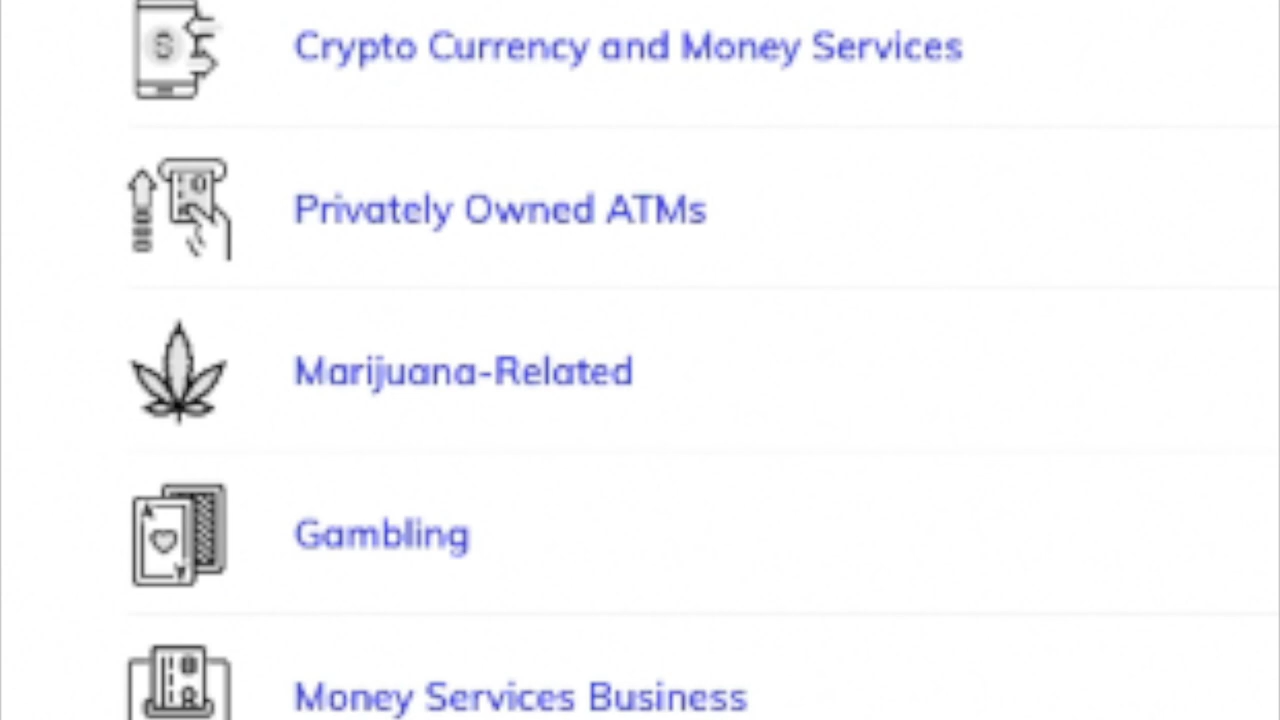 Crypto Currency and Money Services
Privately Owned ATMs
Marijuana-Related
Gambling
Money Services Business